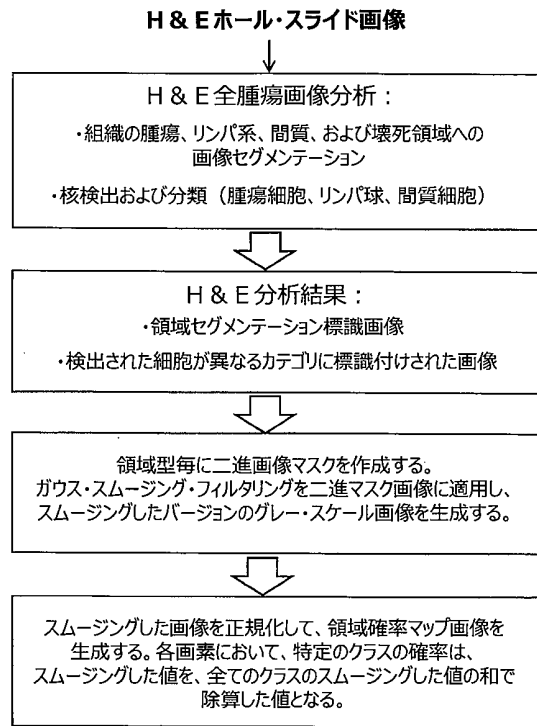 H & E ホール・スライド画像
H & E 全腫瘍画像分析：
・組織の腫瘍、リンパ系、間質、および壊死領域への
画像セグメンテーション
・核検出および分類（腫瘍細胞、リンパ球、間質細胞）
H & E 分析結果：
・領域セグメンテーション標識画像
・検出された細胞が異なるカテゴリに標識付けされた画像
領域型毎に二進画像マスクを作成する。
ガウス・スムージング・フィルタリングを二進マスク画像に適用し、
スムージングしたバージョンのグレー・スケール画像を生成する。
スムージングした画像を正規化して、領域確率マップ画像を
生成する。各画素において、特定のクラスの確率は、
スムージングした値を、全てのクラスのスムージングした値の和で
除算した値となる。